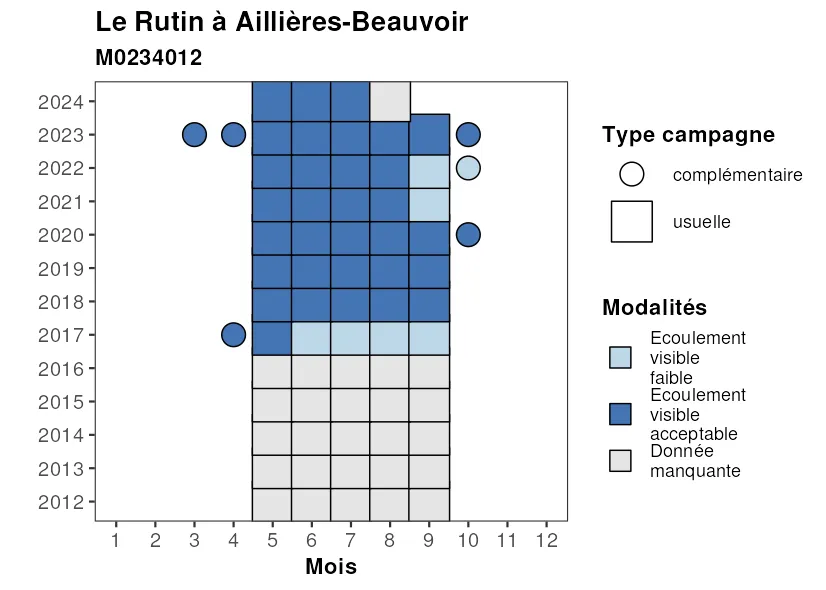 Le Rutin à Aillières-Beauvoir
M0234012
2024
2023
2022
2021
2020
2019
2018
2017
2016
2015
2014
2013
2012
1 2 3 4 5 6 7 8 9 10 11 12
Mois
Type campagne
complémentaire
usuelle
Modalités
Ecoulement
visible
faible
Ecoulement
visible
acceptable
Donnée
manquante